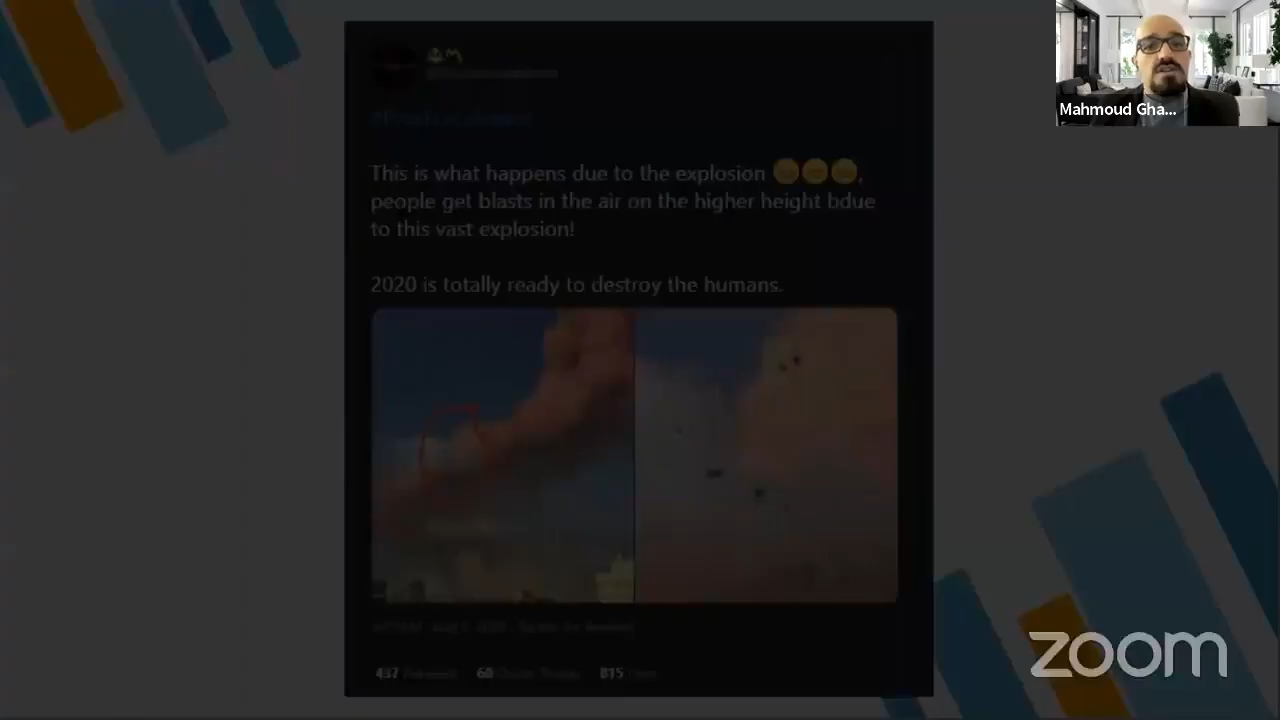 Mahmoud Gha...
This is what happens due to the explosion
people get blasts in the air on the higher height bdue
to this vast explosion!
2020 is totally ready to destroy the humans.
437
60
815
zoom